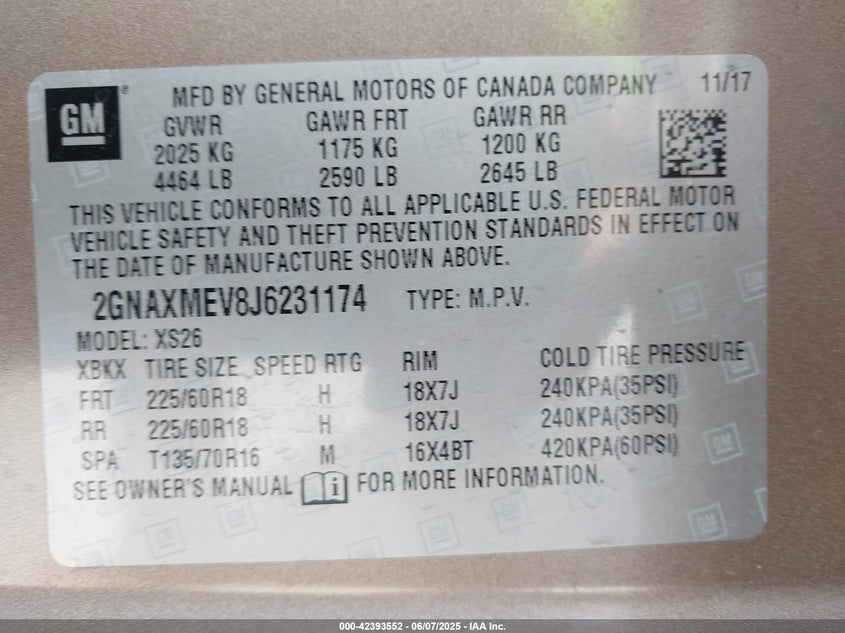 GM ® MFD BY GENERAL MOTORS OF CANADA COMPANY 11/17
GVWR GAWR FRT GAWR RR
2025 KG 1175 KG 1200 KG
4464 LB 2590 LB 2645 LB
THIS VEHICLE CONFORMS TO ALL APPLICABLE U.S. FEDERAL MOTOR
VEHICLE SAFETY AND THEFT PREVENTION STANDARDS IN EFFECT ON
THE DATE OF MANUFACTURE SHOWN ABOVE.
2GNAXMEV8J6231174 TYPE: M.P.V.
MODEL: XS26
XBKX TIRE SIZE SPEED RTG RIM COLD TIRE PRESSURE
FRT 225/60R18 H 18X7J 240KPA(35PSI)
RR 225/60R18 H 18X7J 240KPA(35PSI)
SPA T135/70R16 M 16X4BT 420KPA(60PSI)
SEE OWNER'S MANUAL i FOR MORE INFORMATION.
000-42393552 - 06/07/2025 - IAA Inc.